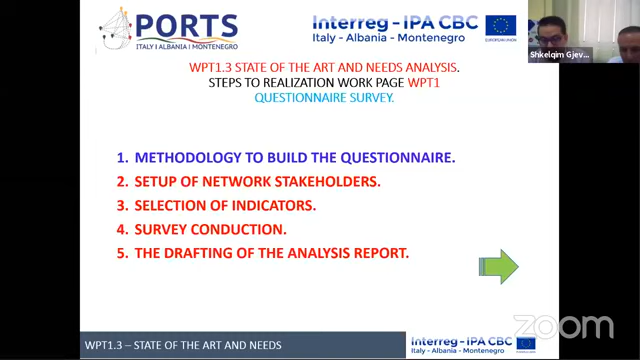 PORTS
ITALY | ALBANIA | MONTENEGRO
Interreg - IPA CBC
Italy - Albania - Montenegro
EUROPEAN UNION
Shkelqim Gjev...
WPT1.3 STATE OF THE ART AND NEEDS ANALYSIS.
STEPS TO REALIZATION WORK PAGE WPT1
QUESTIONNAIRE SURVEY.
1. METHODOLOGY TO BUILD THE QUESTIONNAIRE.
2. SETUP OF NETWORK STAKEHOLDERS.
3. SELECTION OF INDICATORS.
4. SURVEY CONDUCTION.
5. THE DRAFTING OF THE ANALYSIS REPORT.
zoom
WPT1.3 – STATE OF THE ART AND NEEDS
Interreg - IPA CBC
Italy - Albania - Montenegro